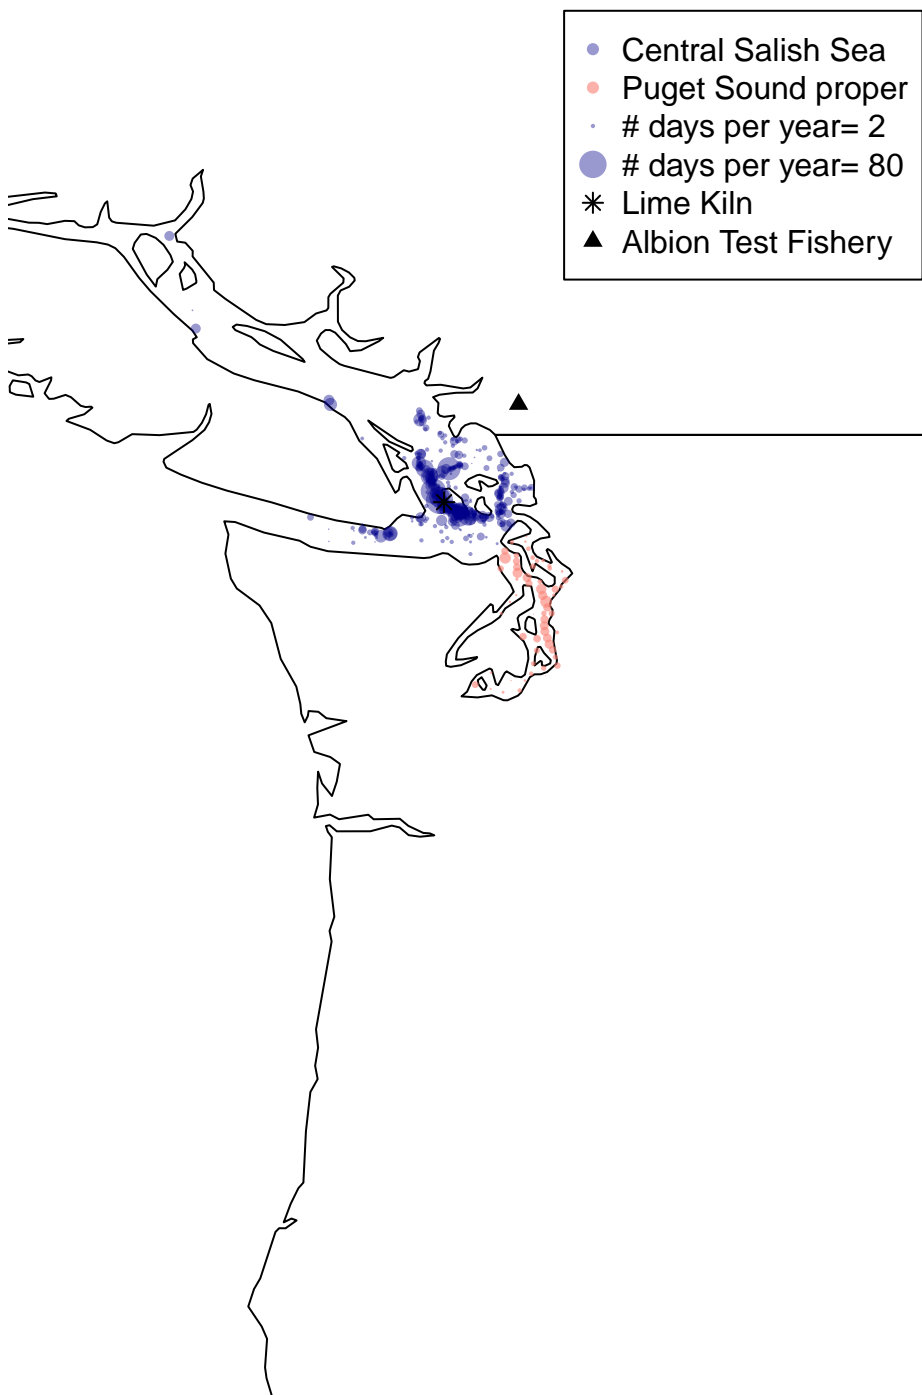 Central Salish Sea
Puget Sound proper
# days per year= 2
# days per year= 80
Lime Kiln
Albion Test Fishery